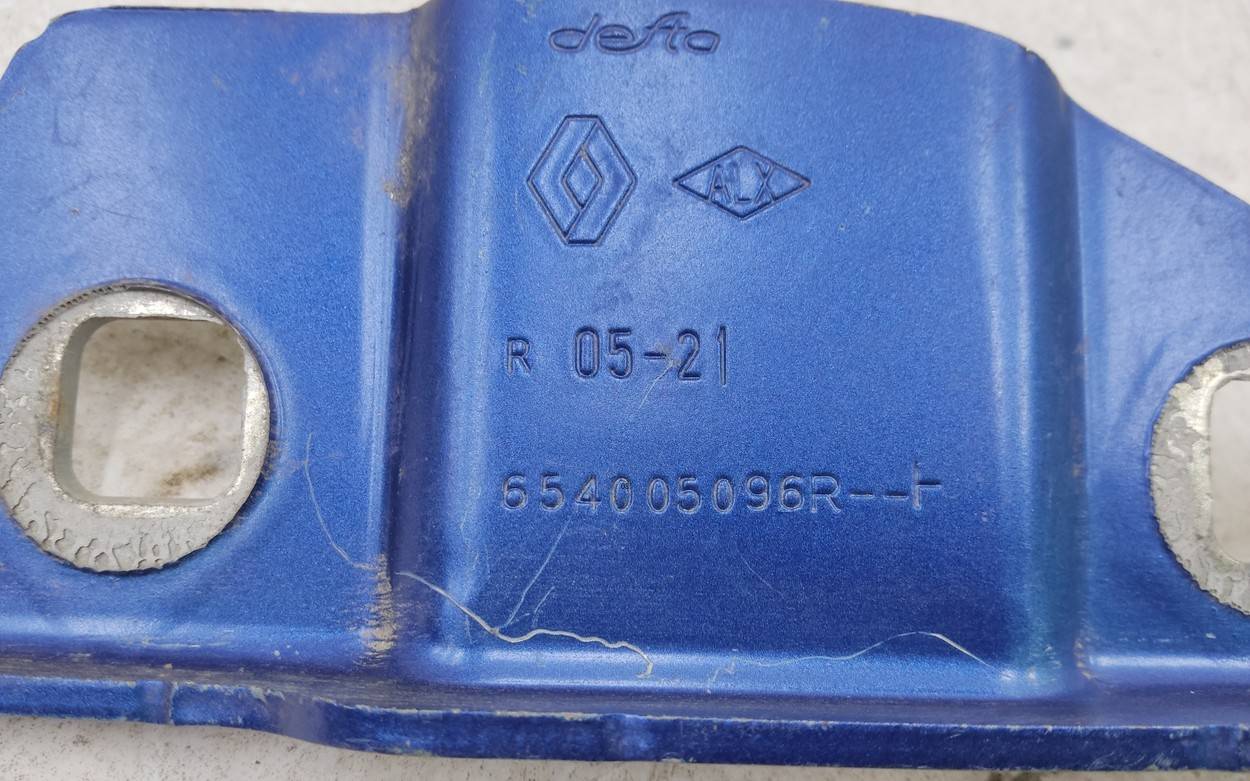 defta
ALX
R 05-21
654005096R--T